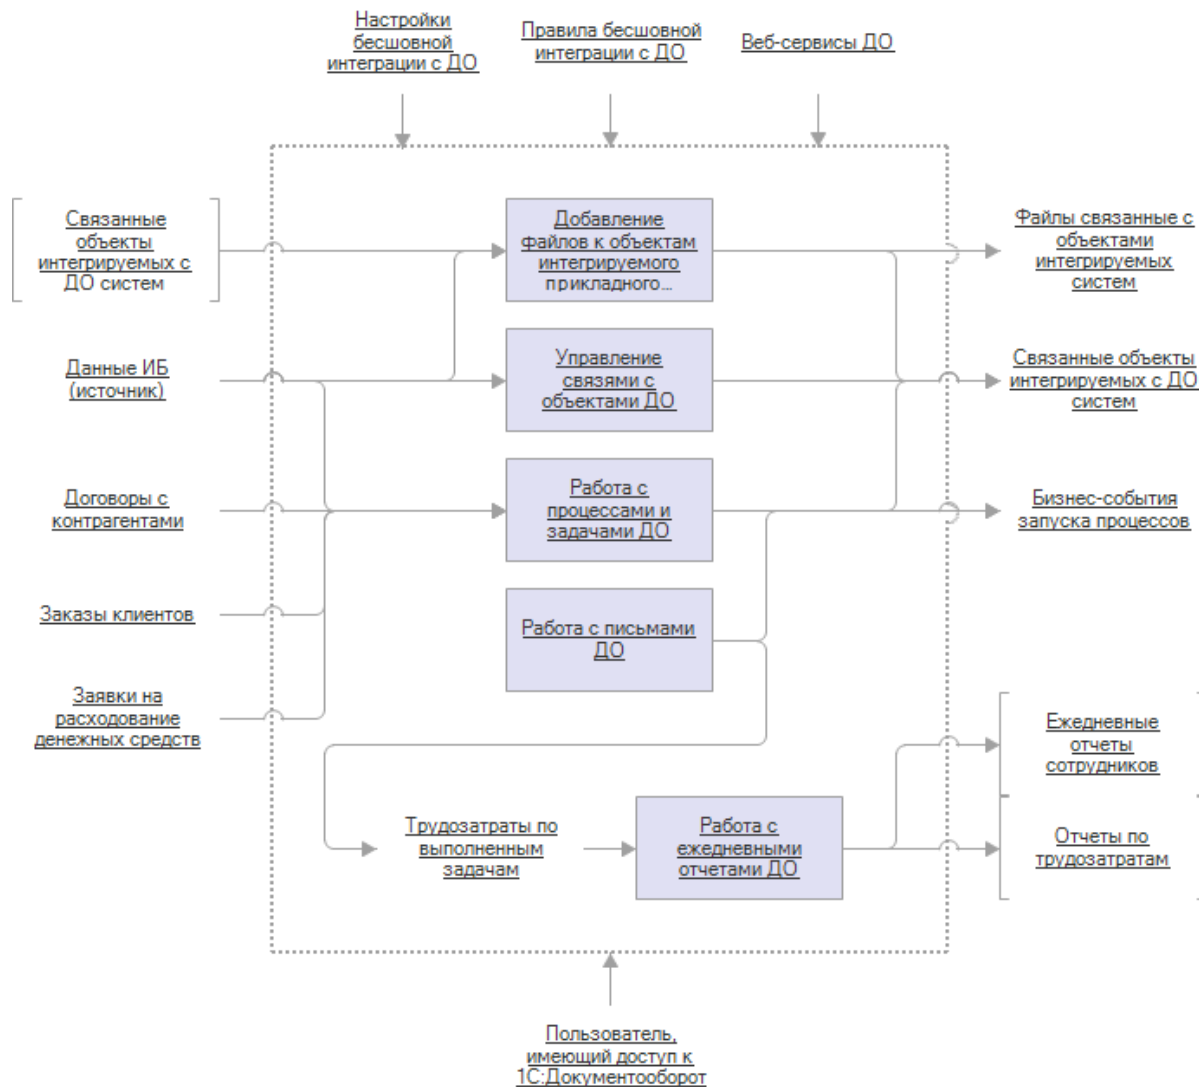 Настройки
бесшовной
интеграции с ДО
Правила бесшовной
интеграции с ДО
Веб-сервисы ДО
Связанные
объекты
интегрируемых с
ДО систем
Добавление
файлов к объектам
интегрируемого
прикладного...
Файлы связанные с
объектами
интегрируемых
систем
Данные ИБ
(источник)
Управление
связями с
объектами ДО
Связанные объекты
интегрируемых с ДО
систем
Договоры с
контрагентами
Работа с
процессами и
задачами ДО
Бизнес-события
запуска процессов
Заказы клиентов
Работа с письмами
ДО
Заявки на
расходование
денежных средств
Ежедневные
отчеты
сотрудников
Трудозатраты по
выполненным
задачам
Работа с
ежедневными
отчетами ДО
Отчеты по
трудозатратам
Пользователь,
имеющий доступ к
1С:Документооборот